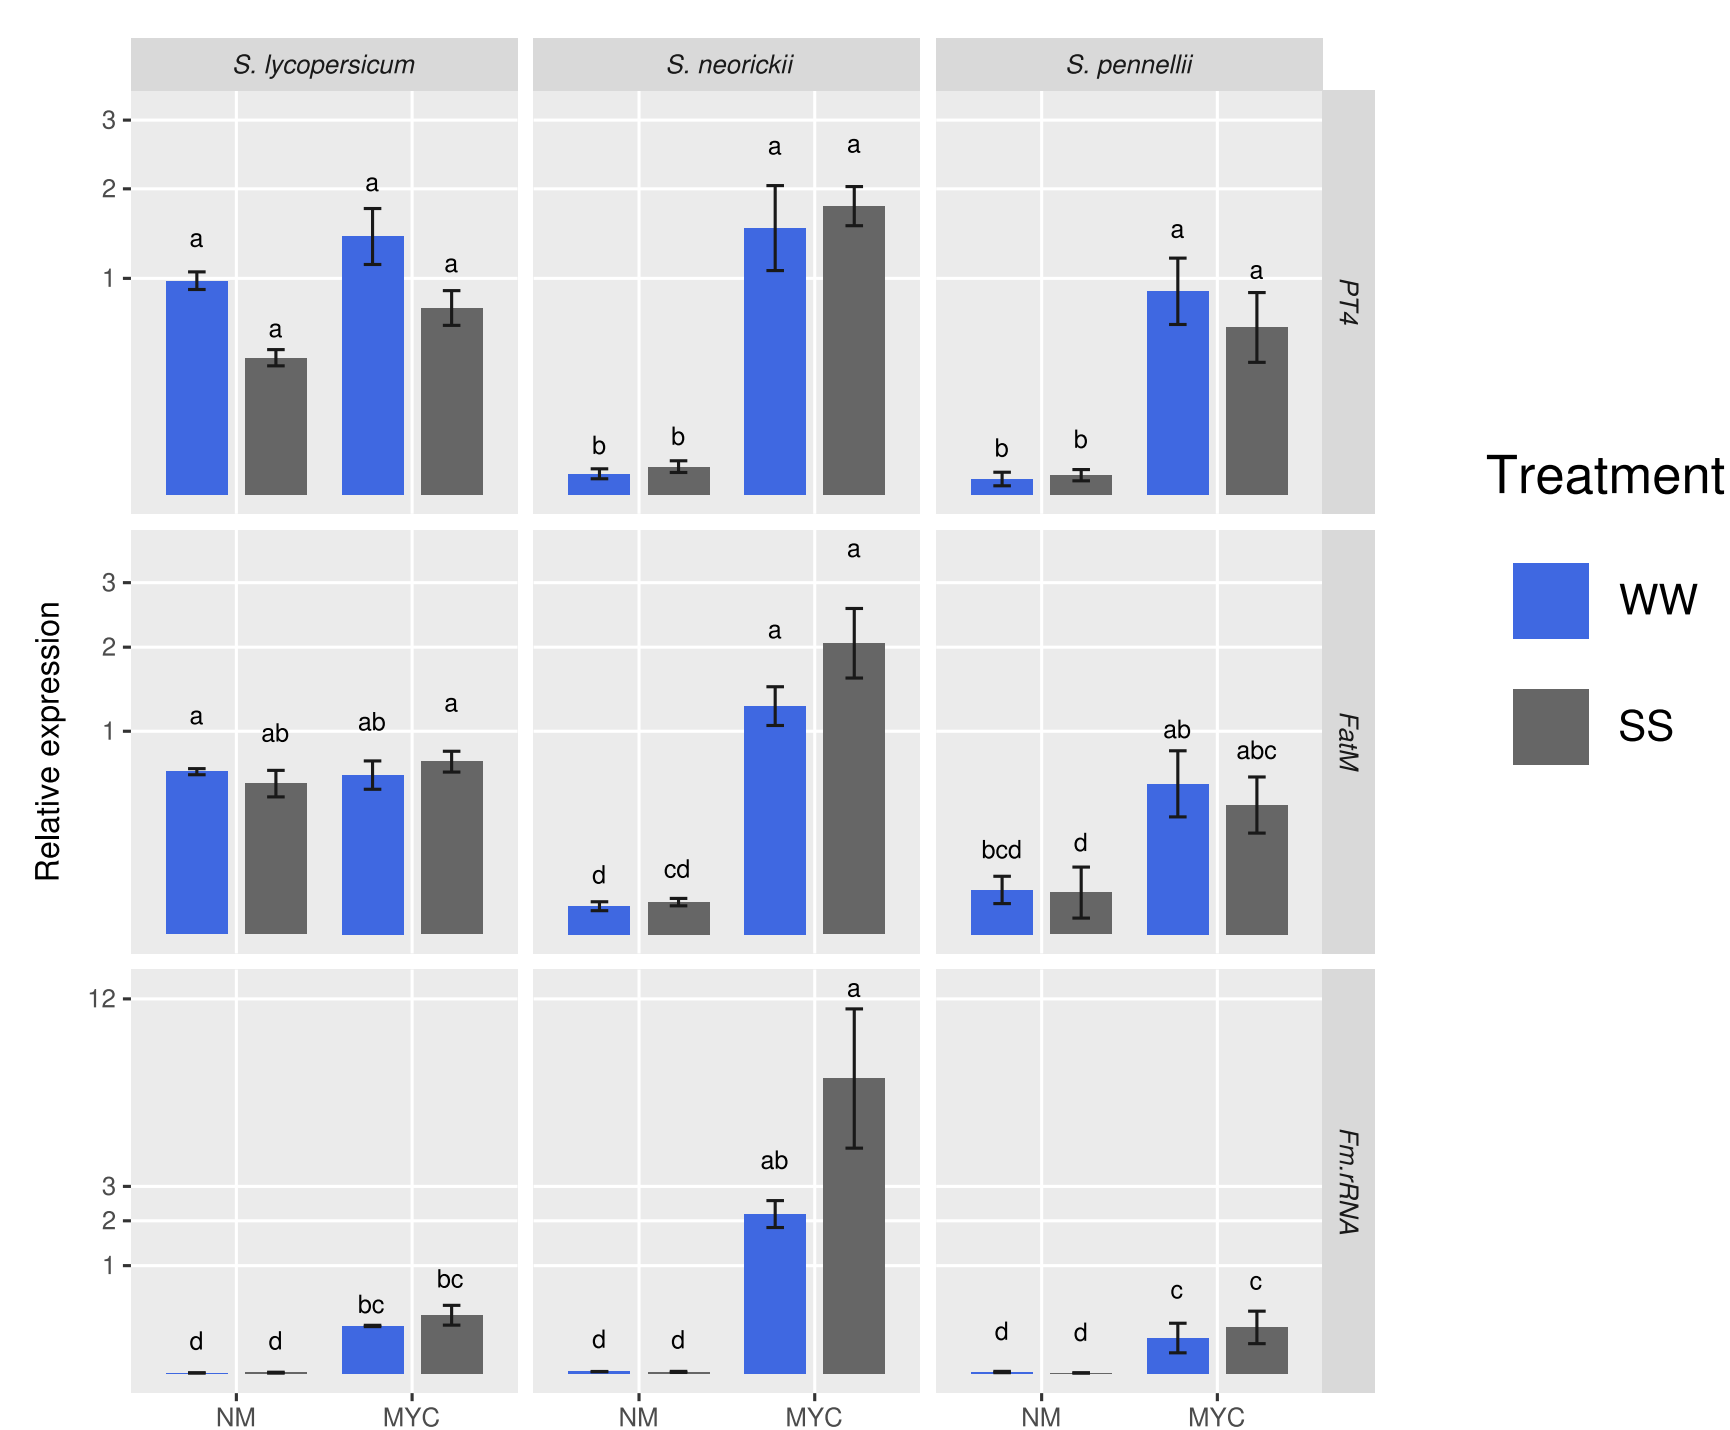 S. lycopersicum S. neorickii S. pennellii
3
a a
a
2
a a
a a
1
a
b b b b
PT4
Treatment
WW
SS
Relative expression
a
3
a
2
a ab ab a ab abc
1
d cd bcd d
FatM
12
a
ab
3
2
1
d d bc bc d d d d c c
Fm.rRNA
NM MYC NM MYC NM MYC